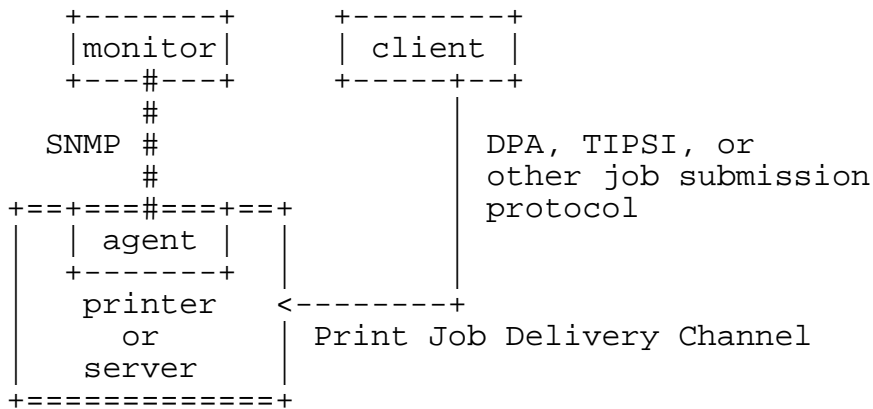 monitor client
SNMP DPA, TIPSI, or
other job submission
protocol
agent
printer
or Print Job Delivery Channel
server